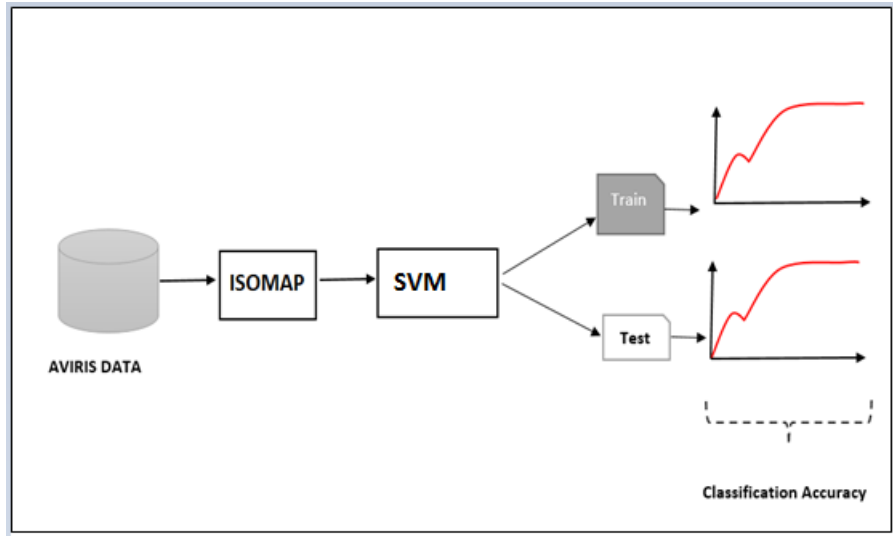 AVIRIS DATA
ISOMAP
SVM
Train
Test
Classification Accuracy